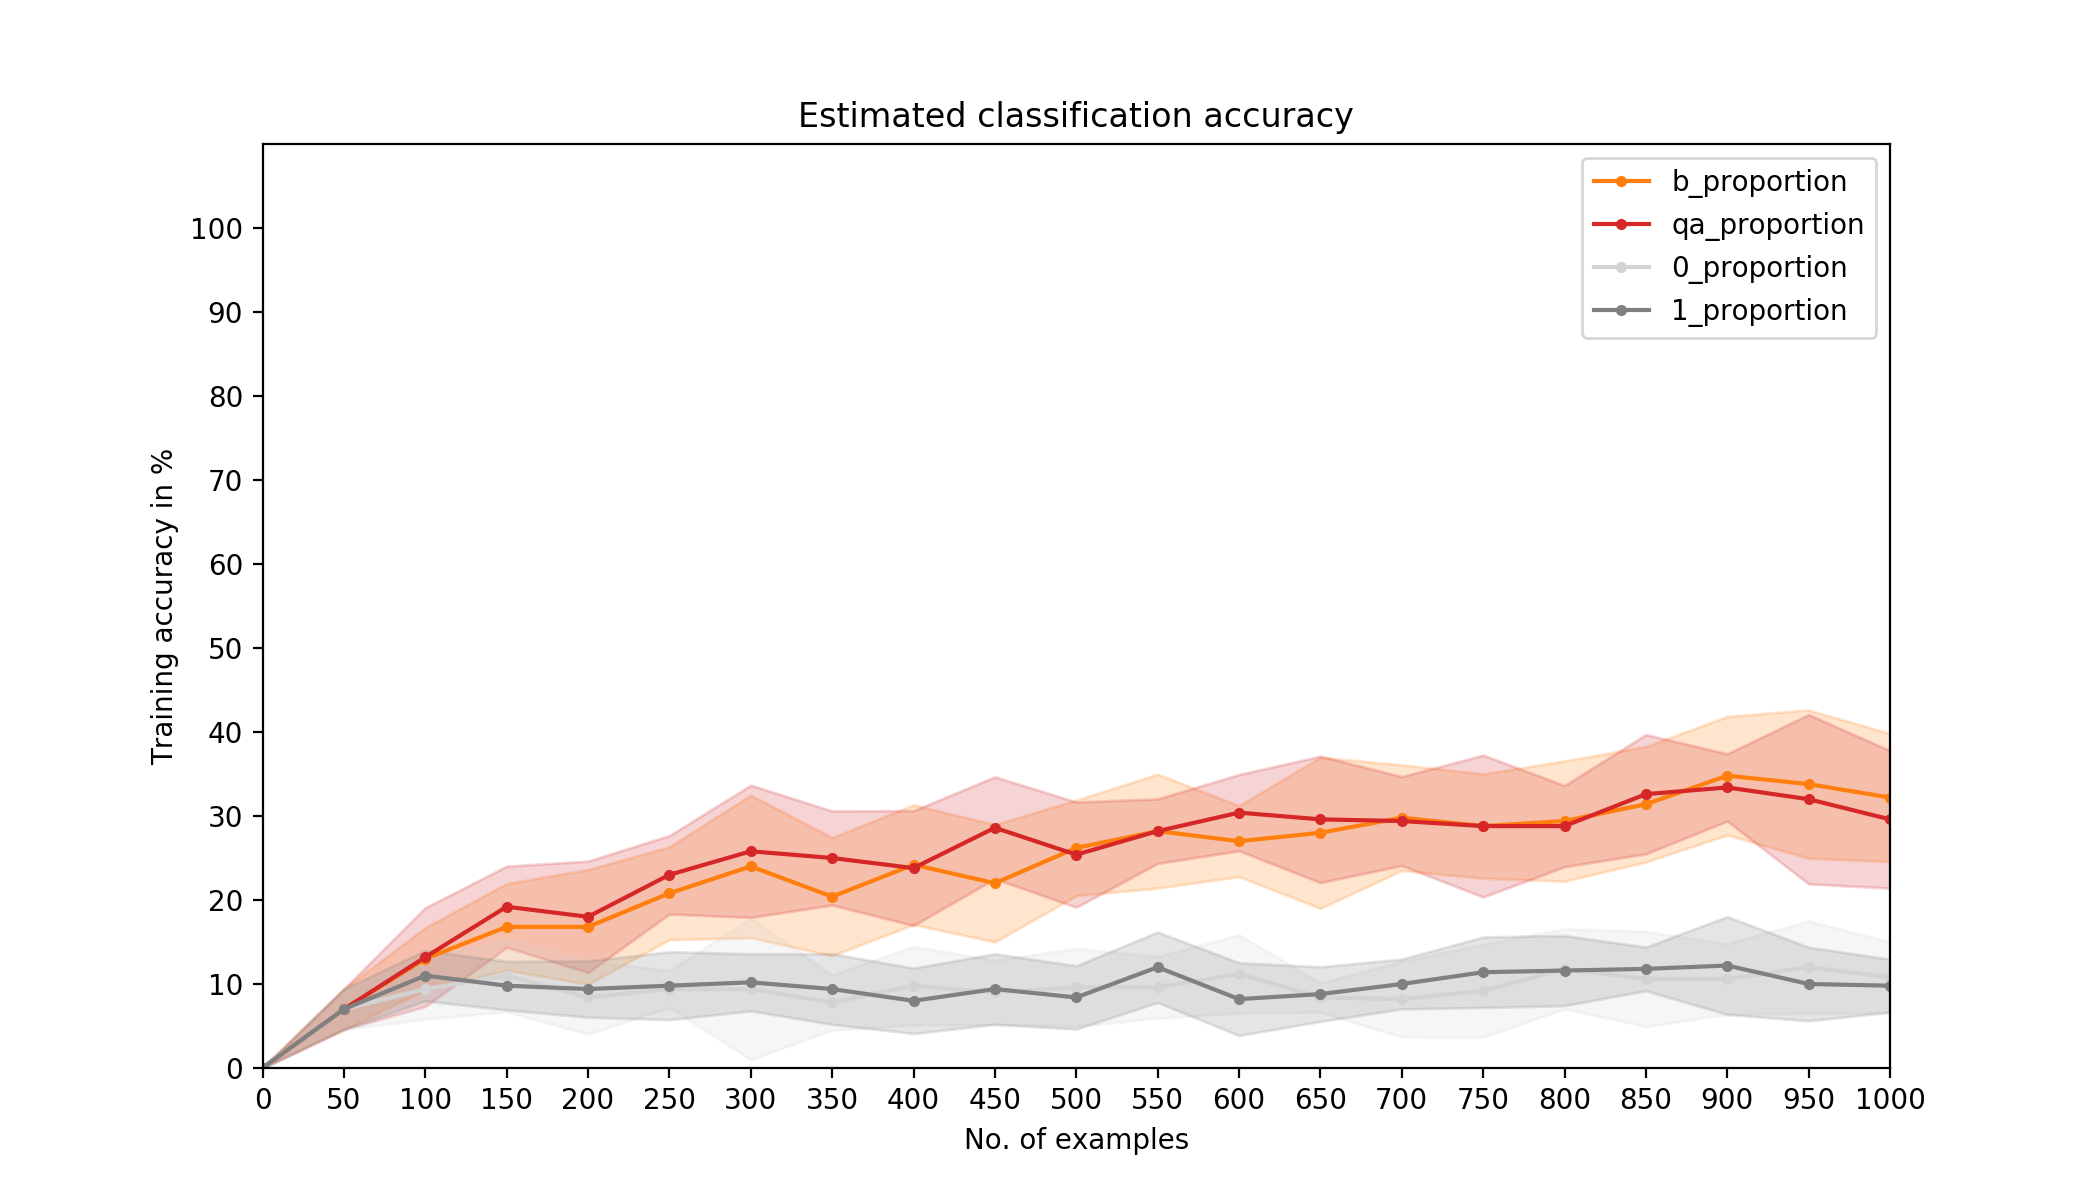 Estimated classification accuracy
b_proportion
qa_proportion
0_proportion
1_proportion
Training accuracy in %
100
90
80
70
60
50
40
30
20
10
0
0 50 100 150 200 250 300 350 400 450 500 550 600 650 700 750 800 850 900 950 1000
No. of examples